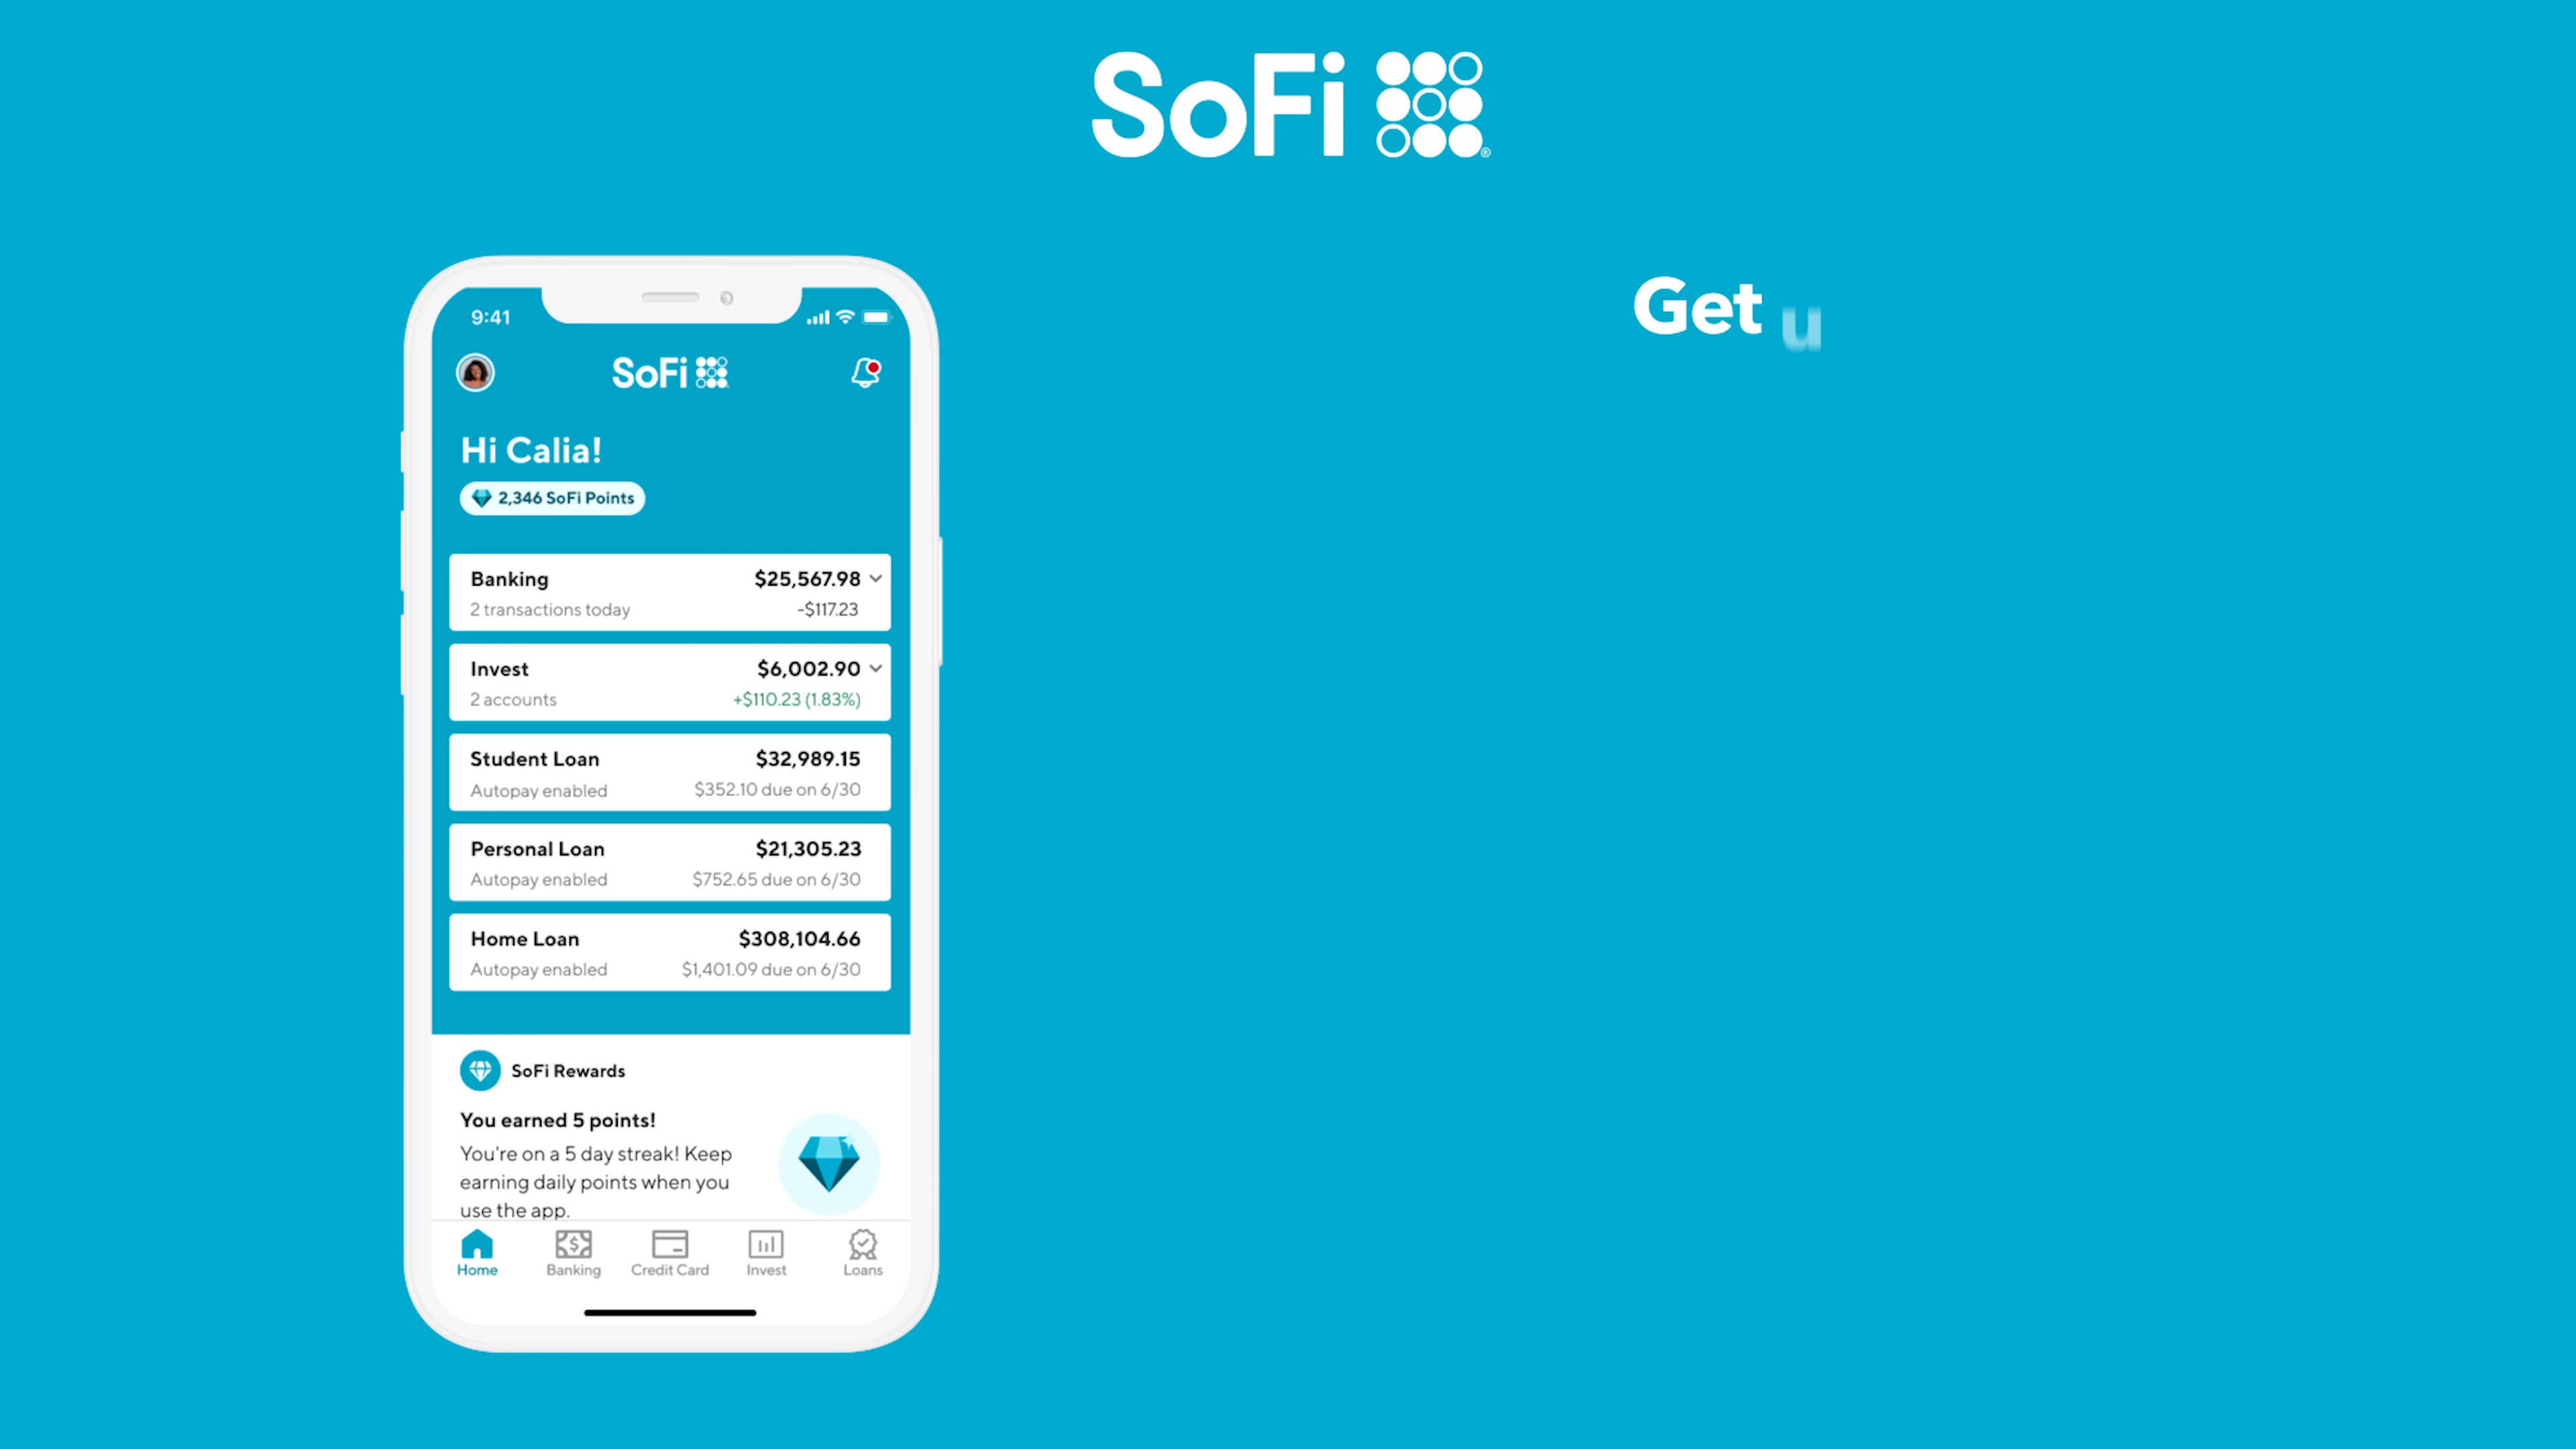 SoFi
Get u
9:41
SoFi
Hi Calia!
2,346 SoFi Points
Banking $25,567.98
2 transactions today -$117.23
Invest $6,002.90
2 accounts +$110.23 (1.83%)
Student Loan $32,989.15
Autopay enabled $352.10 due on 6/30
Personal Loan $21,305.23
Autopay enabled $752.65 due on 6/30
Home Loan $308,104.66
Autopay enabled $1,401.09 due on 6/30
SoFi Rewards
You earned 5 points!
You're on a 5 day streak! Keep
earning daily points when you
use the app.
Home Banking Credit Card Invest Loans